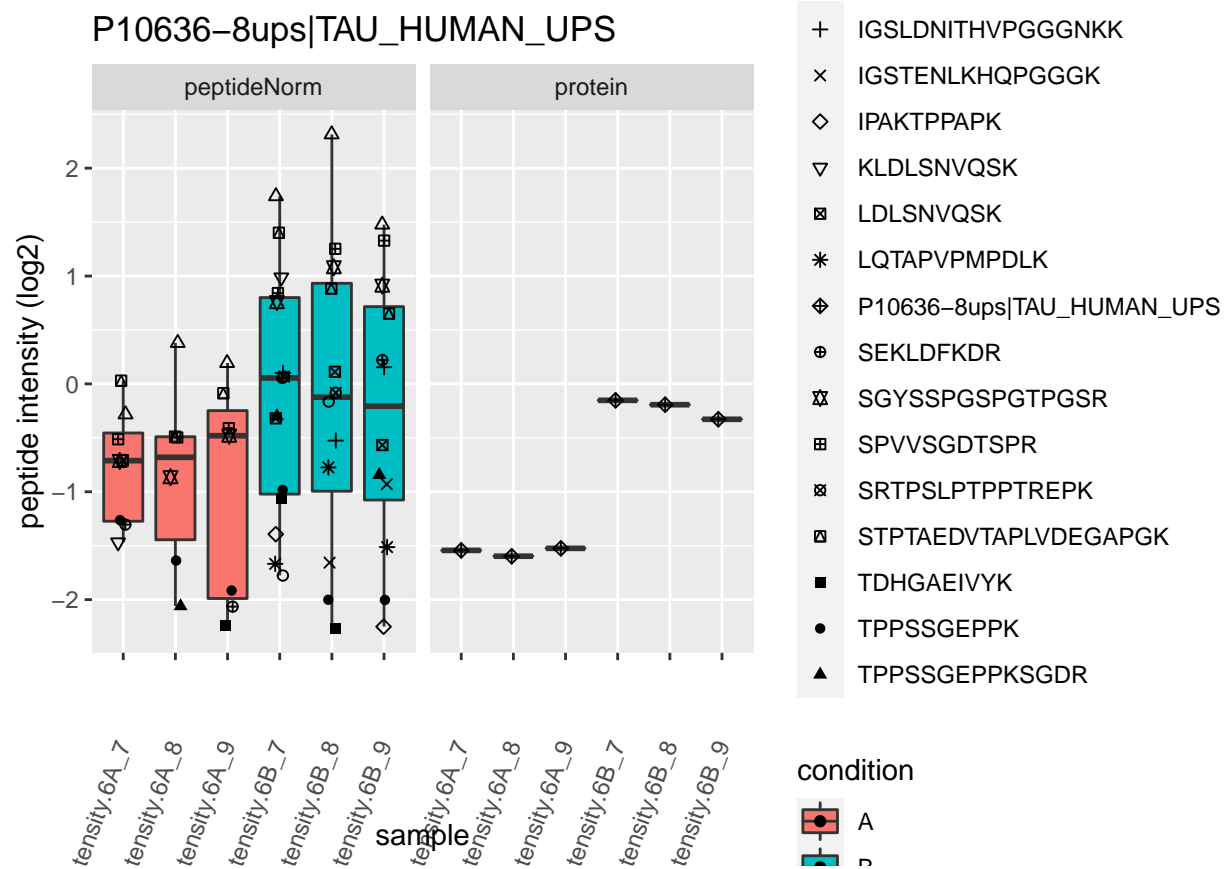 P10636−8ups|TAU_HUMAN_UPS
peptideNorm
protein
peptide intensity (log2)
2
1
0
−1
−2
tensity.6A_7
tensity.6A_8
tensity.6A_9
tensity.6B_7
tensity.6B_8
tensity.6B_9
tensity.6A_7
tensity.6A_8
tensity.6A_9
tensity.6B_7
tensity.6B_8
tensity.6B_9
sample
IGSLDNITHVPGGGNKK
IGSTENLKHQPGGGK
IPAKTPPAPK
KLDLSNVQSK
LDLSNVQSK
LQTAPVPMPDLK
P10636−8ups|TAU_HUMAN_UPS
SEKLDFKDR
SGYSSPGSPGTPGSR
SPVVSGDTSPR
SRTPSLPTPPTREPK
STPTAEDVTAPLVDEGAPGK
TDHGAEIVYK
TPPSSGEPPK
TPPSSGEPPKSGDR
condition
A